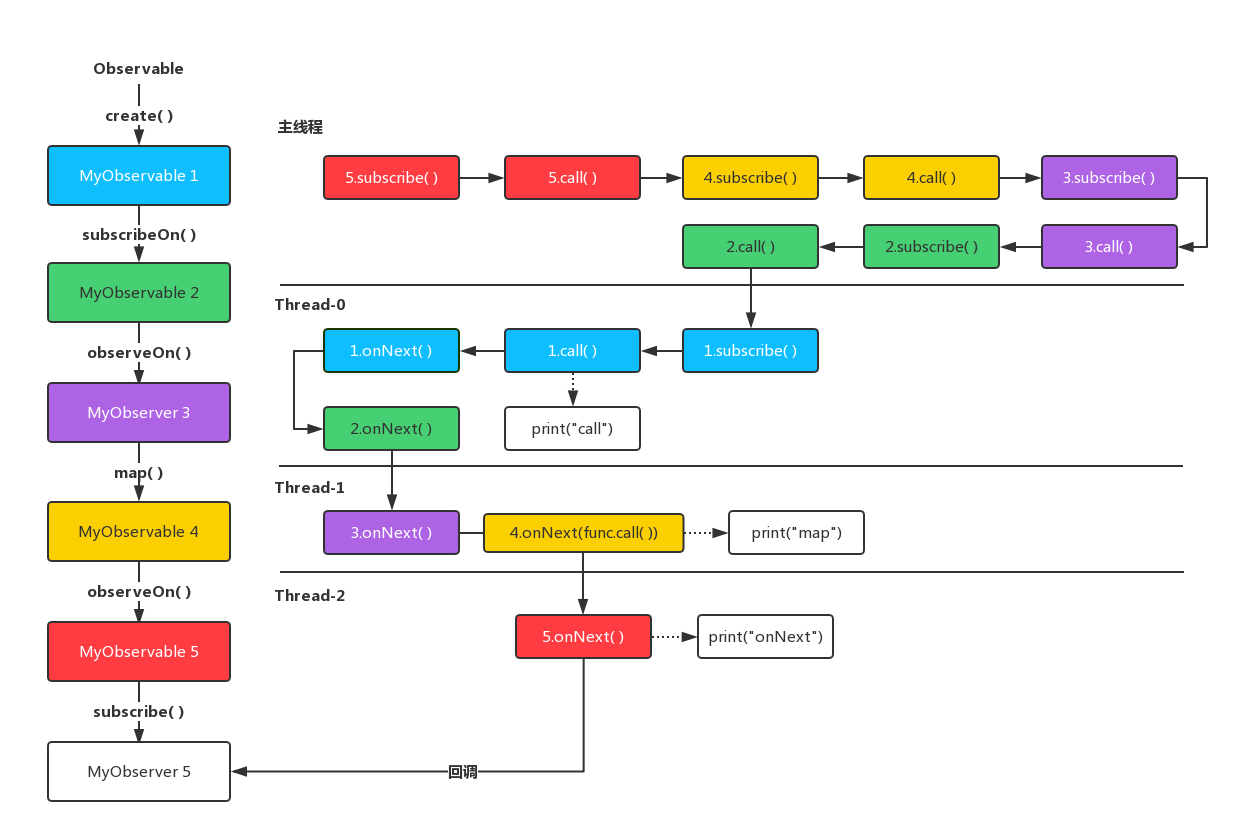 Observable
create( )
MyObservable 1
subscribeOn( )
MyObservable 2
observeOn( )
MyObserver 3
map( )
MyObservable 4
observeOn( )
MyObservable 5
subscribe( )
MyObserver 5
主线程
5.subscribe( )
5.call( )
4.subscribe( )
4.call( )
3.subscribe( )
2.call( )
2.subscribe( )
3.call( )
Thread-0
1.onNext( )
1.call( )
1.subscribe( )
2.onNext( )
print("call")
Thread-1
3.onNext( )
4.onNext(func.call( ))
print("map")
Thread-2
5.onNext( )
print("onNext")
回调